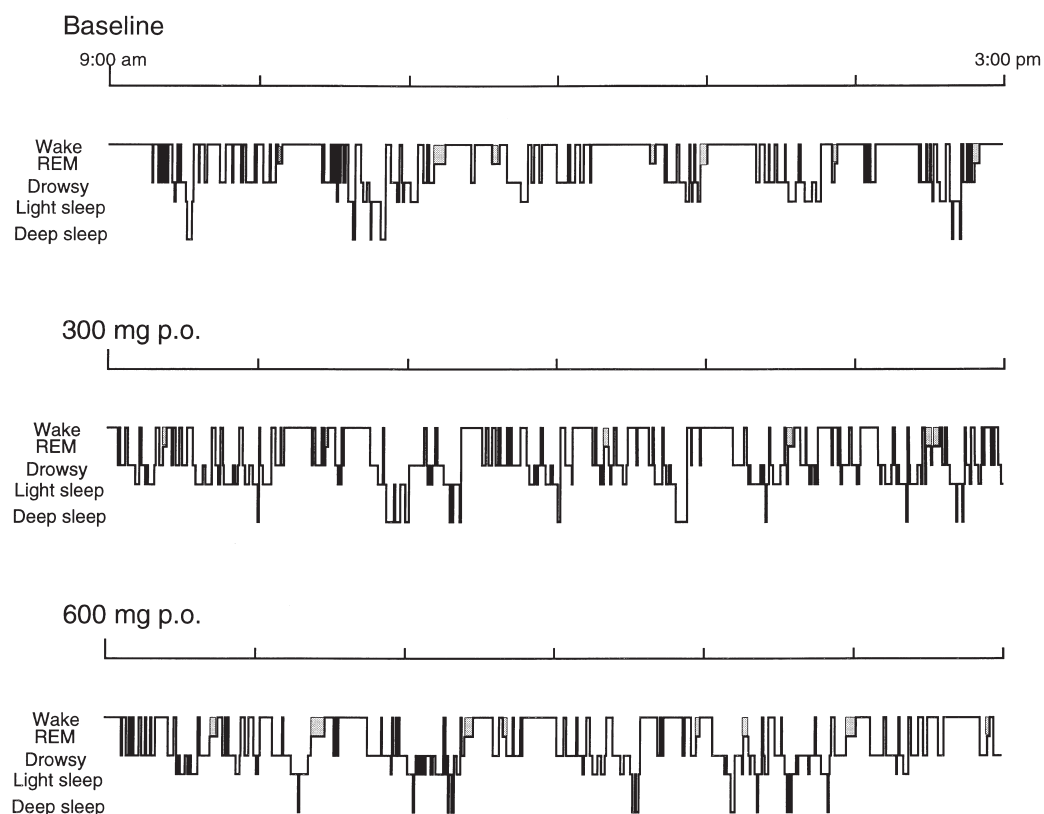 Baseline
9:00 am 3:00 pm
Wake
REM
Drowsy
Light sleep
Deep sleep
300 mg p.o.
Wake
REM
Drowsy
Light sleep
Deep sleep
600 mg p.o.
Wake
REM
Drowsy
Light sleep
Deep sleep